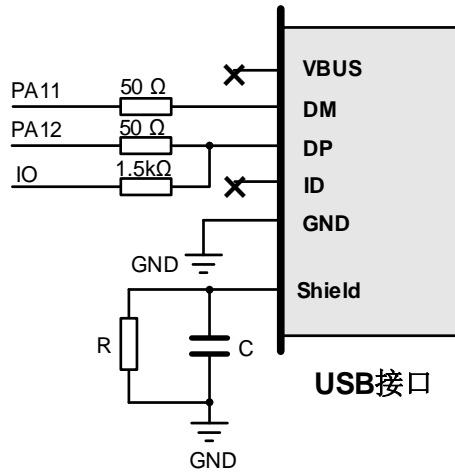 VBUS
PA11
50 Ω
DM
PA12
50 Ω
DP
IO
1.5kΩ
ID
GND
GND
Shield
R
C
USB接口
GND